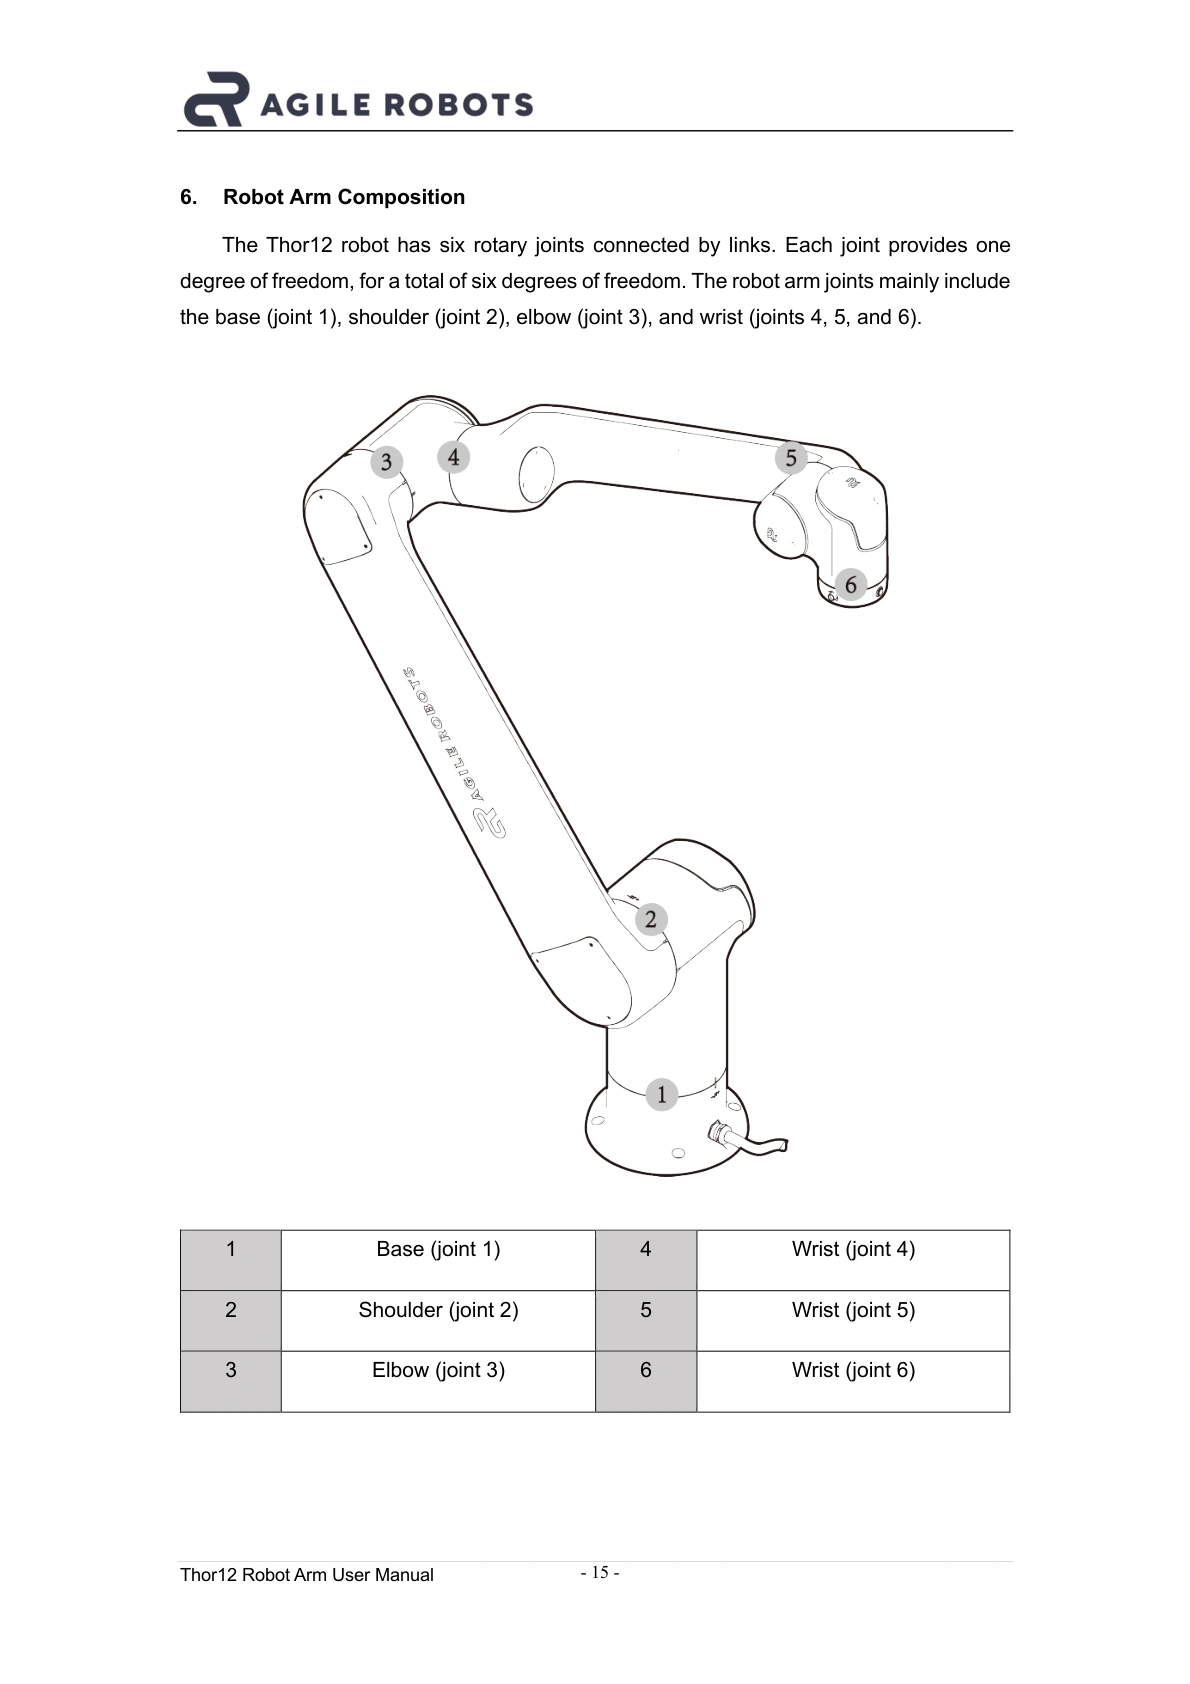 AGILE ROBOTS
6. Robot Arm Composition
The Thor12 robot has six rotary joints connected by links. Each joint provides one
degree of freedom, for a total of six degrees of freedom. The robot arm joints mainly include
the base (joint 1), shoulder (joint 2), elbow (joint 3), and wrist (joints 4, 5, and 6).
3
4
5
6
AGILE ROBOTS
2
1
1 Base (joint 1) 4 Wrist (joint 4)
2 Shoulder (joint 2) 5 Wrist (joint 5)
3 Elbow (joint 3) 6 Wrist (joint 6)
Thor12 Robot Arm User Manual - 15 -